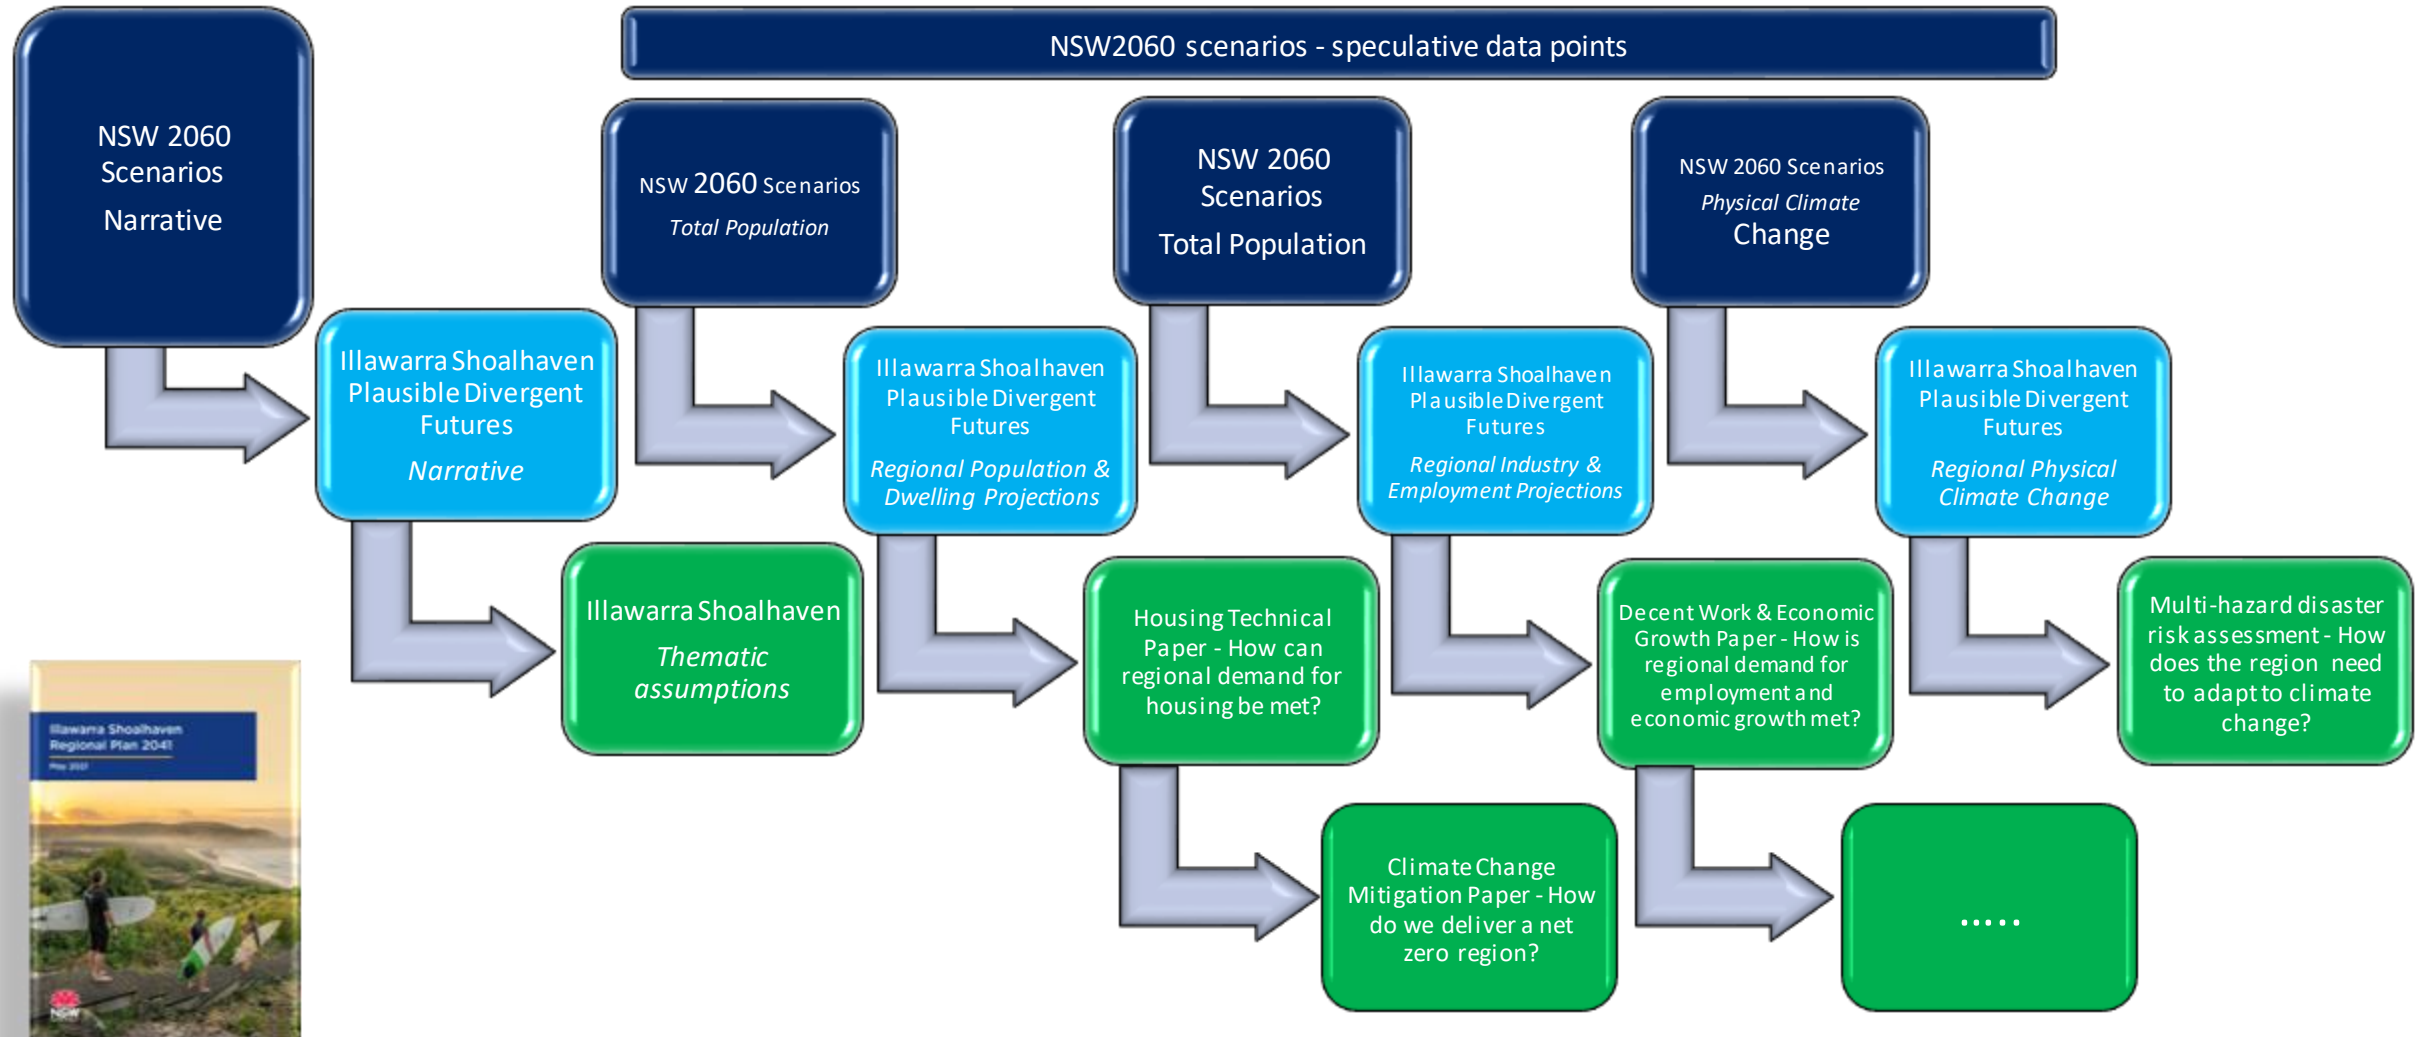 NSW2060 scenarios - speculative data points
NSW 2060
Scenarios
Narrative
NSW 2060 Scenarios
Total Population
NSW 2060
Scenarios
Total Population
NSW 2060 Scenarios
Physical Climate
Change
Illawarra Shoalhaven
Plausible Divergent
Futures
Narrative
Illawarra Shoalhaven
Plausible Divergent
Futures
Regional Population &
Dwelling Projections
Illawarra Shoalhaven
Plausible Divergent
Futures
Regional Industry &
Employment Projections
Illawarra Shoalhaven
Plausible Divergent
Futures
Regional Physical
Climate Change
Illawarra Shoalhaven
Thematic
assumptions
Housing Technical
Paper - How can
regional demand for
housing be met?
Decent Work & Economic
Growth Paper - How is
regional demand for
employment and
economic growth met?
Multi-hazard disaster
risk assessment - How
does the region need
to adapt to climate
change?
Climate Change
Mitigation Paper - How
do we deliver a net
zero region?
.....
Illawarra Shoalhaven
Regional Plan 2041
May 2021
NSW